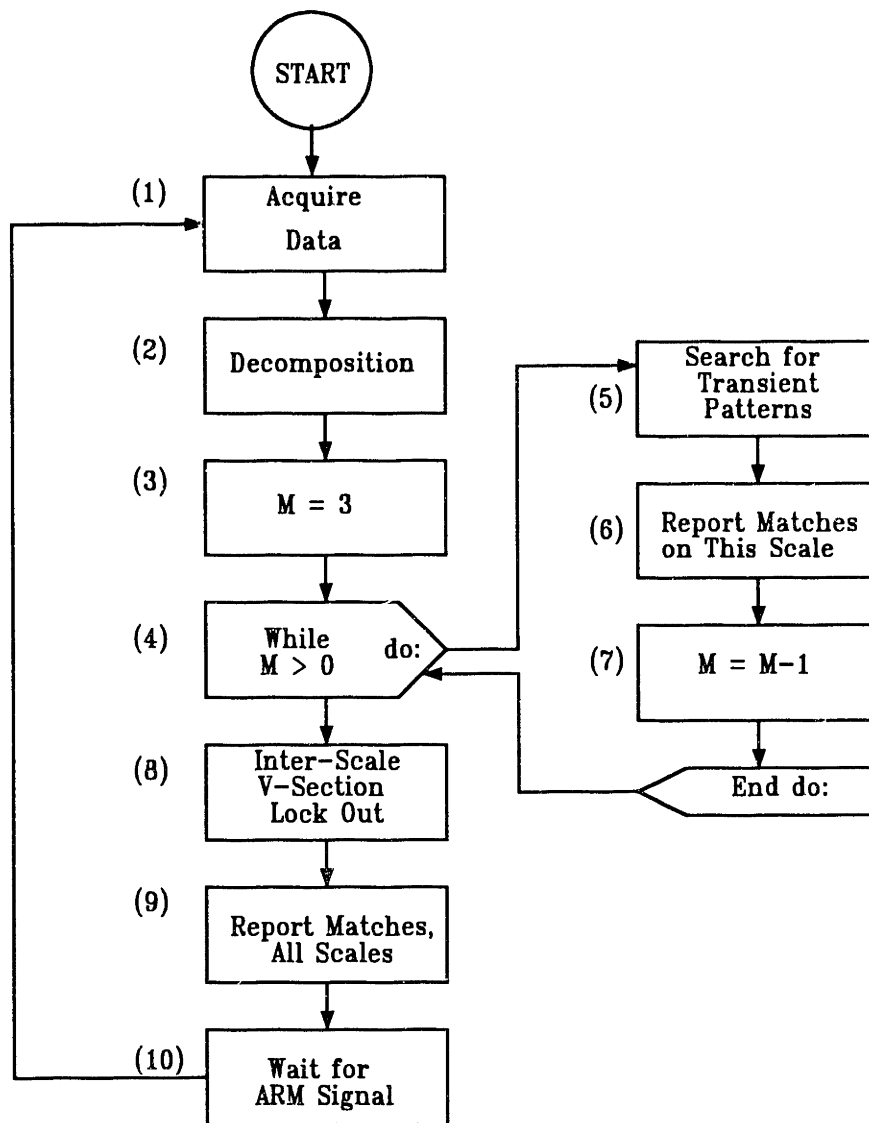 START
(1)
Acquire
Data
(2)
Decomposition
(3)
M = 3
(4)
While
M > 0
do:
(5)
Search for
Transient
Patterns
(6)
Report Matches
on This Scale
(7)
M = M-1
End do:
(8)
Inter-Scale
V-Section
Lock Out
(9)
Report Matches,
All Scales
(10)
Wait for
ARM Signal